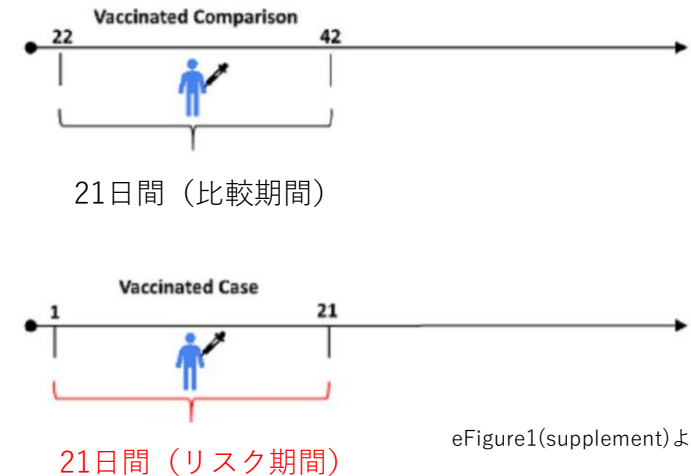 Vaccinated Comparison
22 42
21日間（比較期間）
Vaccinated Case
1 21
eFigure1(supplement)よ
21日間（リスク期間）